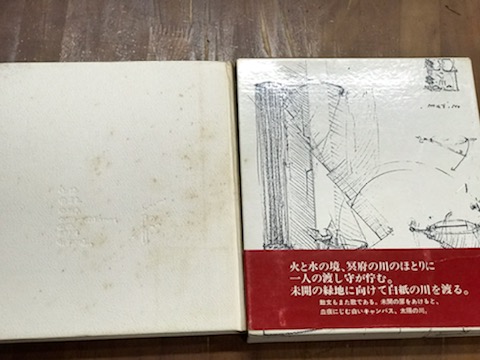 火と水の境、冥府の川のほとりに
一人の渡し守が佇む。
未開の緑地に向けて白紙の川を渡る。
散文もまた歌である。未開の扉をあけると、
血痕にじむ白いキャンバス、太陽の川。